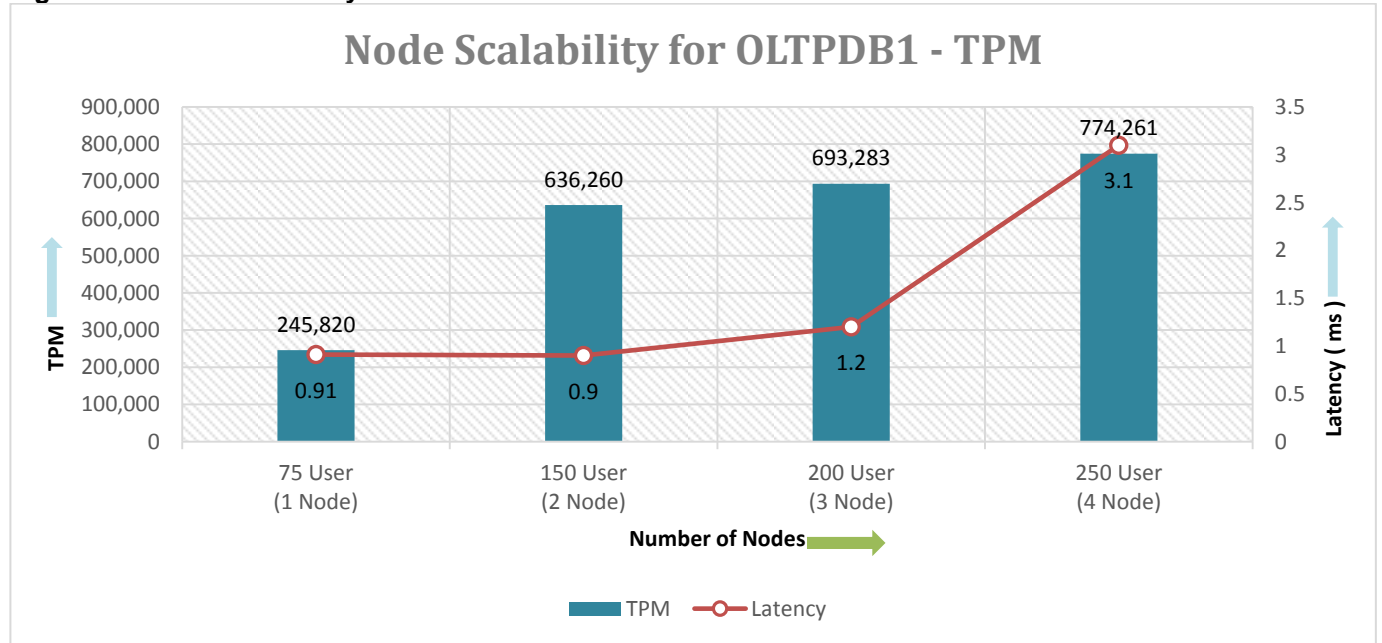 Node Scalability for OLTPDB1 - TPM
900,000
800,000
700,000
600,000
500,000
400,000
300,000
200,000
100,000
0
TPM
245,820
636,260
693,283
774,261
0.91
0.9
1.2
3.1
3.5
3
2.5
2
1.5
1
0.5
0
Latency ( ms )
75 User
(1 Node)
150 User
(2 Node)
200 User
(3 Node)
250 User
(4 Node)
Number of Nodes
TPM
Latency